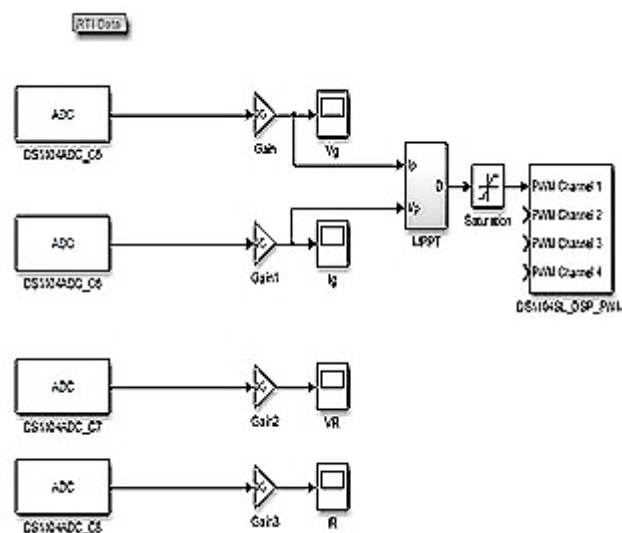 RTI Data
ADC
DS1104ADC_C5
Gain
Vg
ADC
DS1104ADC_C6
Gain1
Ig
Ip
Vp
D
MPPT
Saturation
PWM Channel 1
PWM Channel 2
PWM Channel 3
PWM Channel 4
ADC
DS1104ADC_C7
Gain2
VR
ADC
DS1104ADC_C8
Gain3
IR